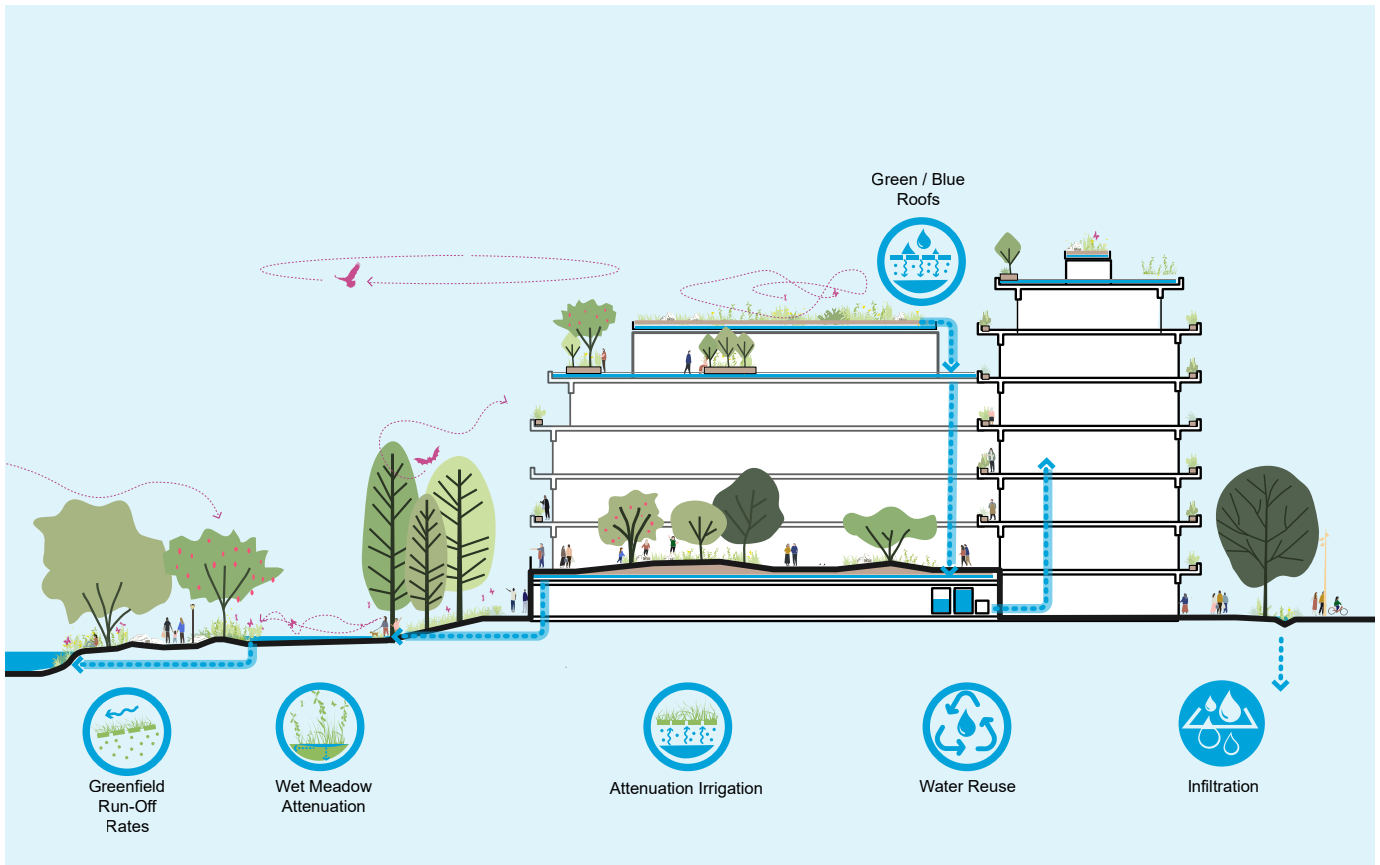 Green / Blue
Roofs
Greenfield
Run-Off
Rates
Wet Meadow
Attenuation
Attenuation Irrigation
Water Reuse
Infiltration